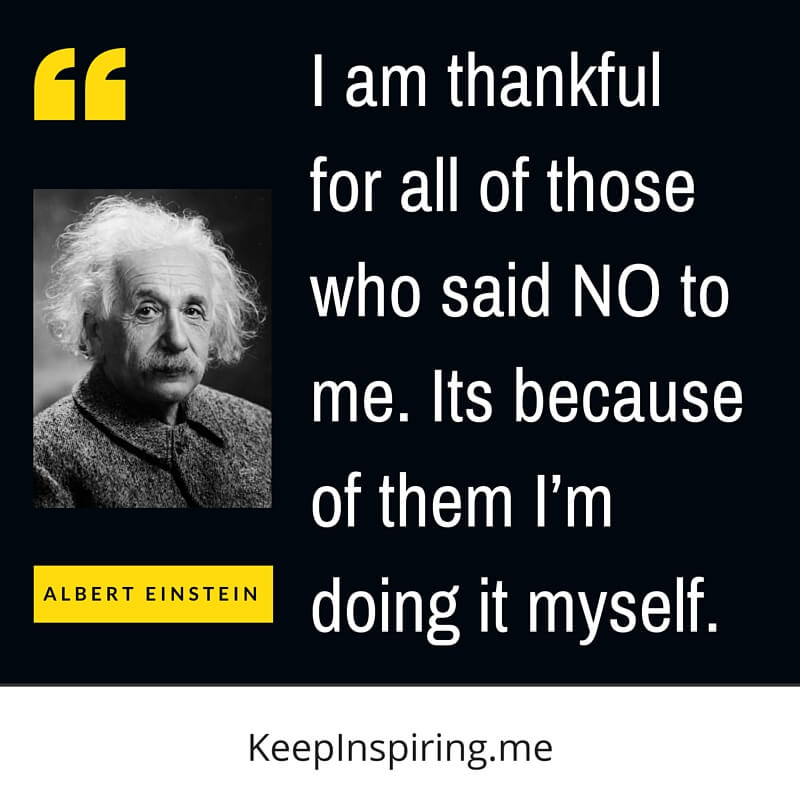 I am thankful
for all of those
who said NO to
me. Its because
of them I’m
doing it myself.
ALBERT EINSTEIN
KeepInspiring.me